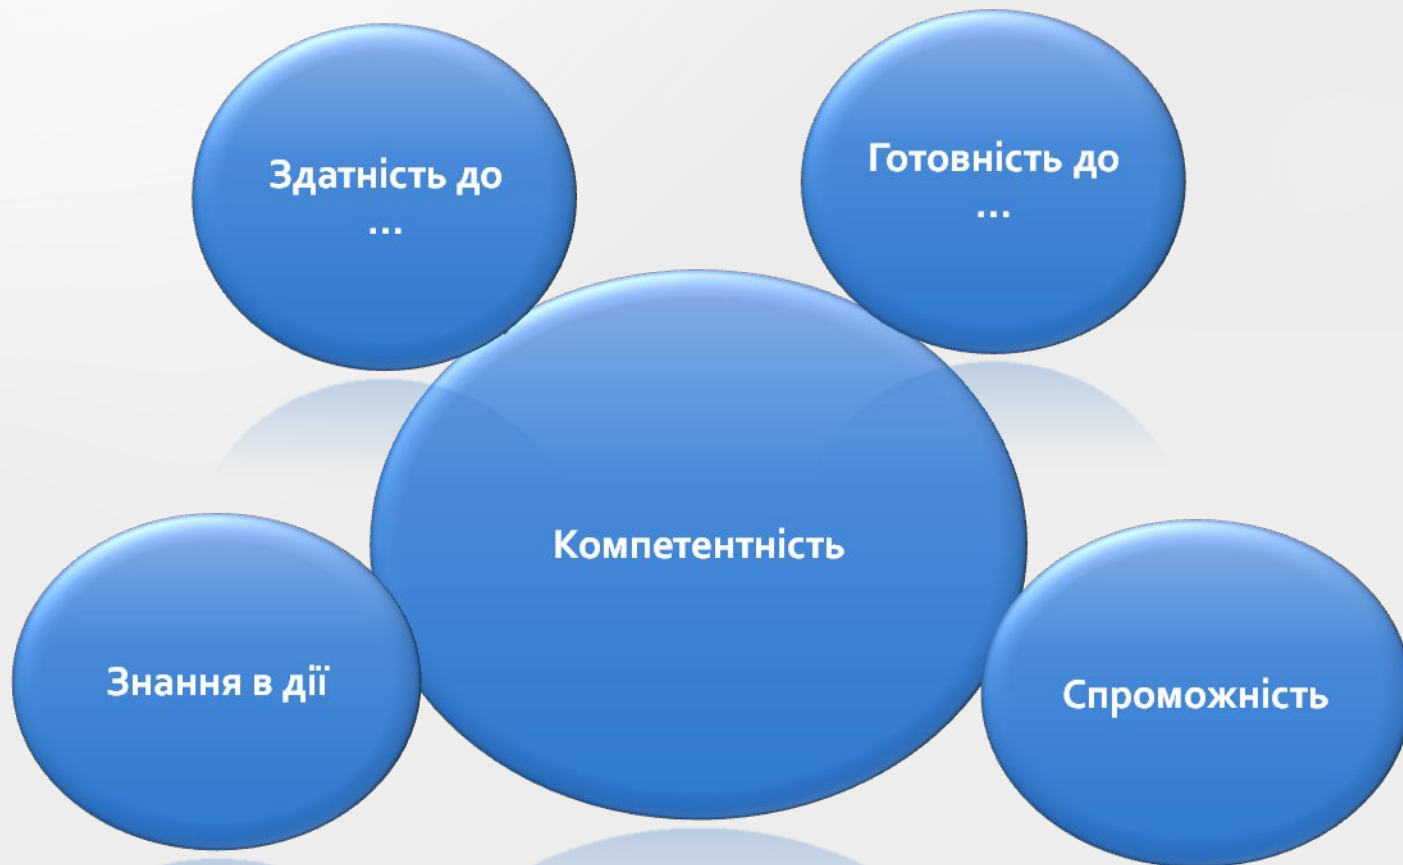 Здатність до
...
Готовність до
...
Компетентність
Знання в дії
Спроможність